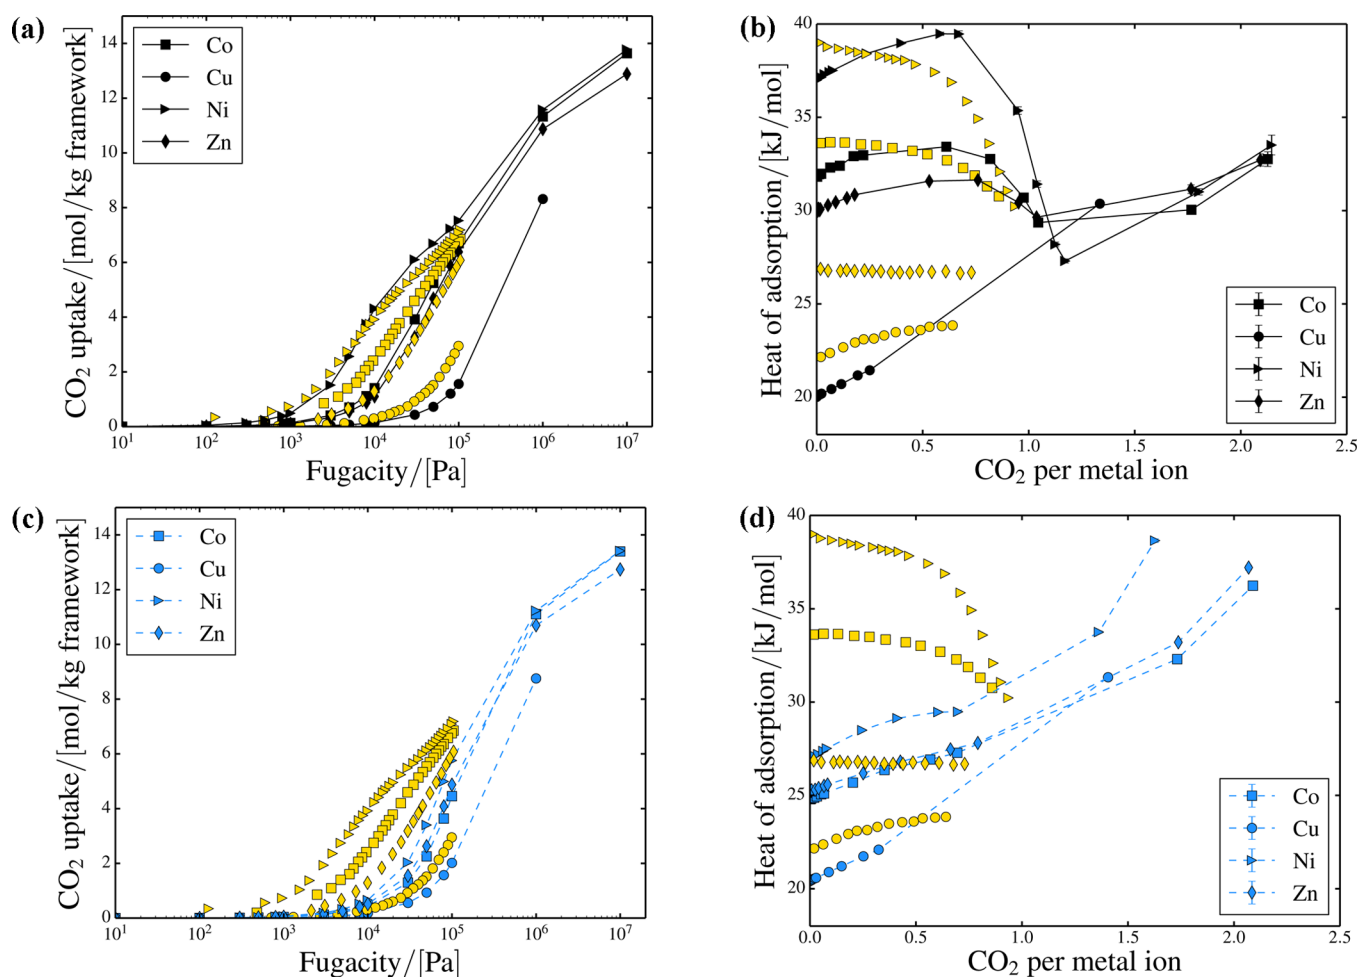 (a)
CO2 uptake/[mol/kg framework]
14
12
10
8
6
4
2
0
Co
Cu
Ni
Zn
10^1 10^2 10^3 10^4 10^5 10^6 10^7
Fugacity/[Pa]
(b)
Heat of adsorption/[kJ/mol]
40
35
30
25
20
Co
Cu
Ni
Zn
0.0 0.5 1.0 1.5 2.0 2.5
CO2 per metal ion
(c)
CO2 uptake/[mol/kg framework]
14
12
10
8
6
4
2
0
Co
Cu
Ni
Zn
10^1 10^2 10^3 10^4 10^5 10^6 10^7
Fugacity/[Pa]
(d)
Heat of adsorption/[kJ/mol]
40
35
30
25
20
Co
Cu
Ni
Zn
0.0 0.5 1.0 1.5 2.0 2.5
CO2 per metal ion